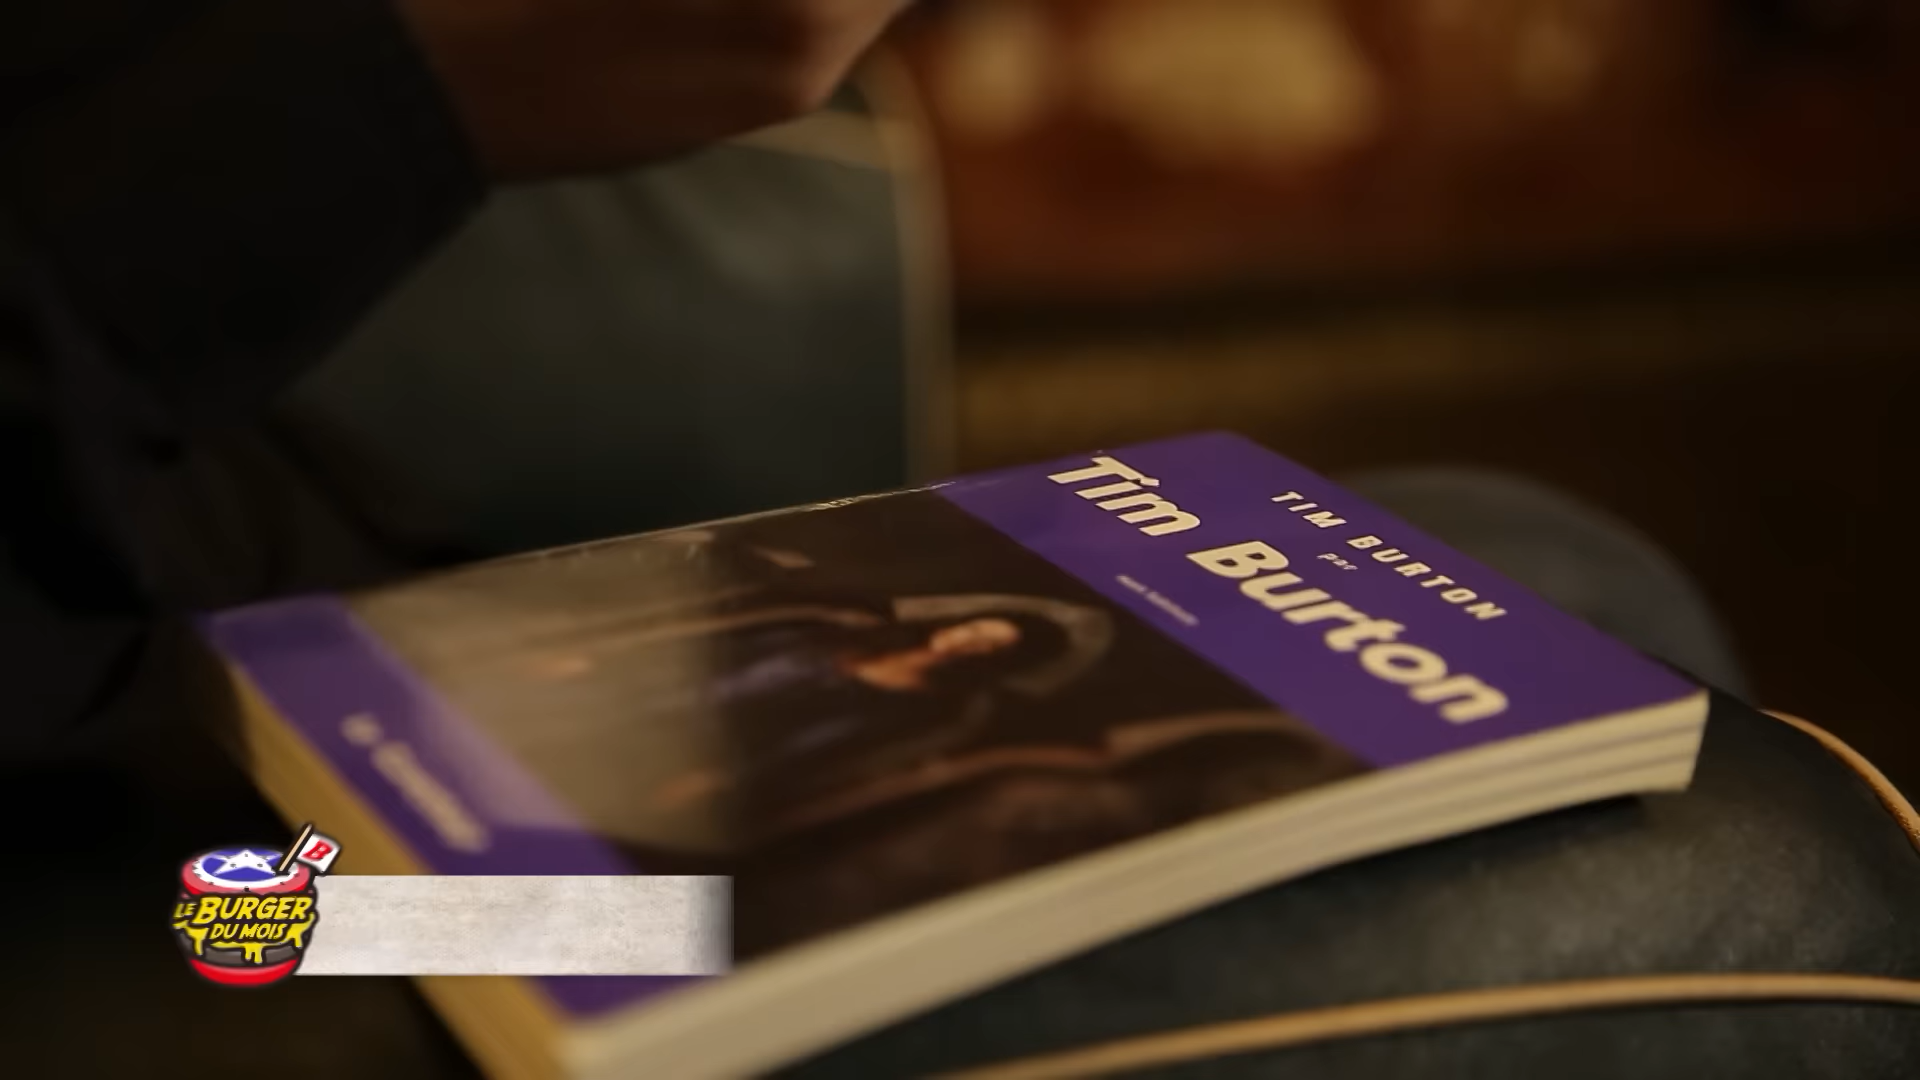 TIM BURTON
par
Tim Burton
LE BURGER
DU MOIS
B